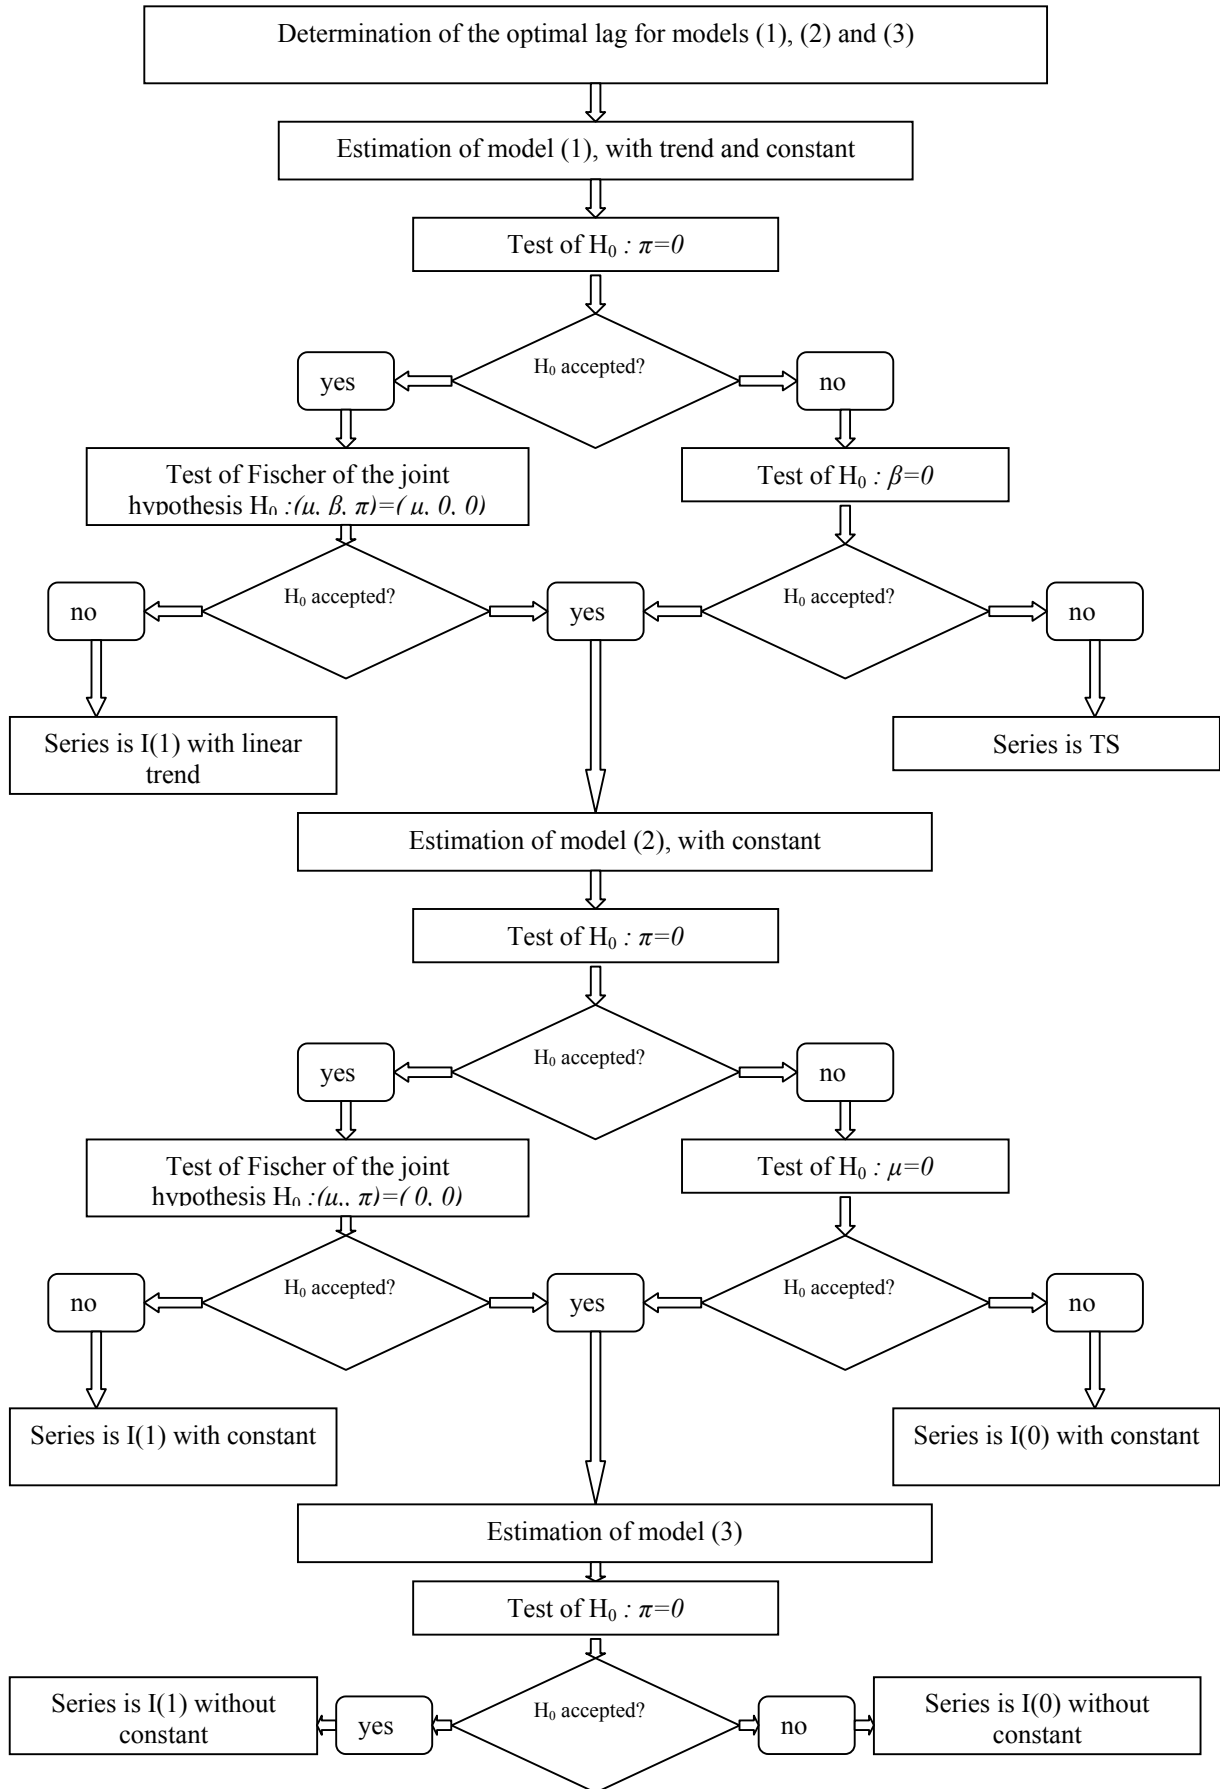 Determination of the optimal lag for models (1), (2) and (3)
Estimation of model (1), with trend and constant
Test of H₀ : π=0
H₀ accepted?
yes
no
Test of Fischer of the joint
hypothesis H₀ :(μ, β, π)=( μ, 0, 0)
Test of H₀ : β=0
no
H₀ accepted?
yes
H₀ accepted?
no
Series is I(1) with linear
trend
Series is TS
Estimation of model (2), with constant
Test of H₀ : π=0
H₀ accepted?
yes
no
Test of Fischer of the joint
hypothesis H₀ :(μ,, π)=( 0, 0)
Test of H₀ : μ=0
no
H₀ accepted?
yes
H₀ accepted?
no
Series is I(1) with constant
Series is I(0) with constant
Estimation of model (3)
Test of H₀ : π=0
Series is I(1) without
constant
yes
H₀ accepted?
no
Series is I(0) without
constant